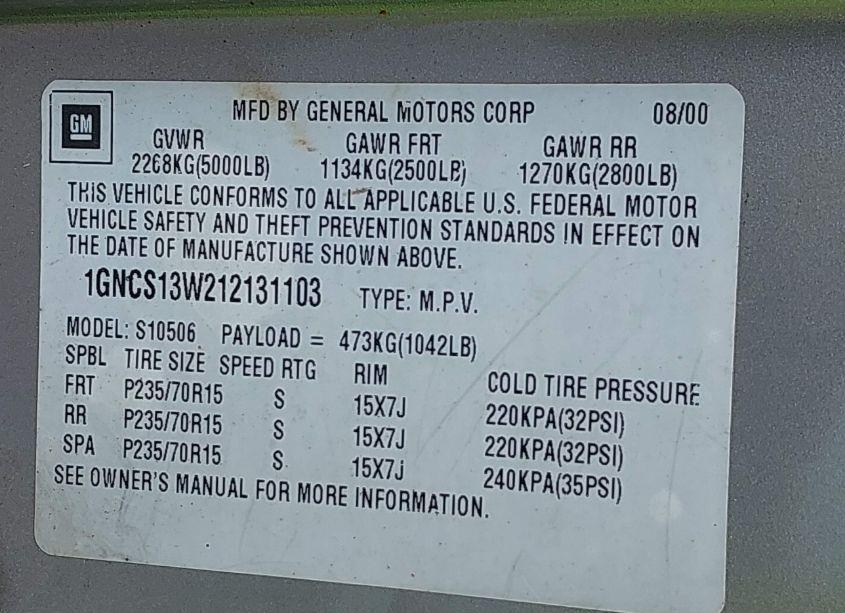 GM
MFD BY GENERAL MOTORS CORP 08/00
GVWR GAWR FRT GAWR RR
2268KG(5000LB) 1134KG(2500LB) 1270KG(2800LB)
THIS VEHICLE CONFORMS TO ALL APPLICABLE U.S. FEDERAL MOTOR
VEHICLE SAFETY AND THEFT PREVENTION STANDARDS IN EFFECT ON
THE DATE OF MANUFACTURE SHOWN ABOVE.
1GNCS13W212131103 TYPE: M.P.V.
MODEL: S10506 PAYLOAD = 473KG(1042LB)
SPBL TIRE SIZE SPEED RTG RIM COLD TIRE PRESSURE
FRT P235/70R15 S 15X7J 220KPA(32PSI)
RR P235/70R15 S 15X7J 220KPA(32PSI)
SPA P235/70R15 S 15X7J 240KPA(35PSI)
SEE OWNER'S MANUAL FOR MORE INFORMATION.